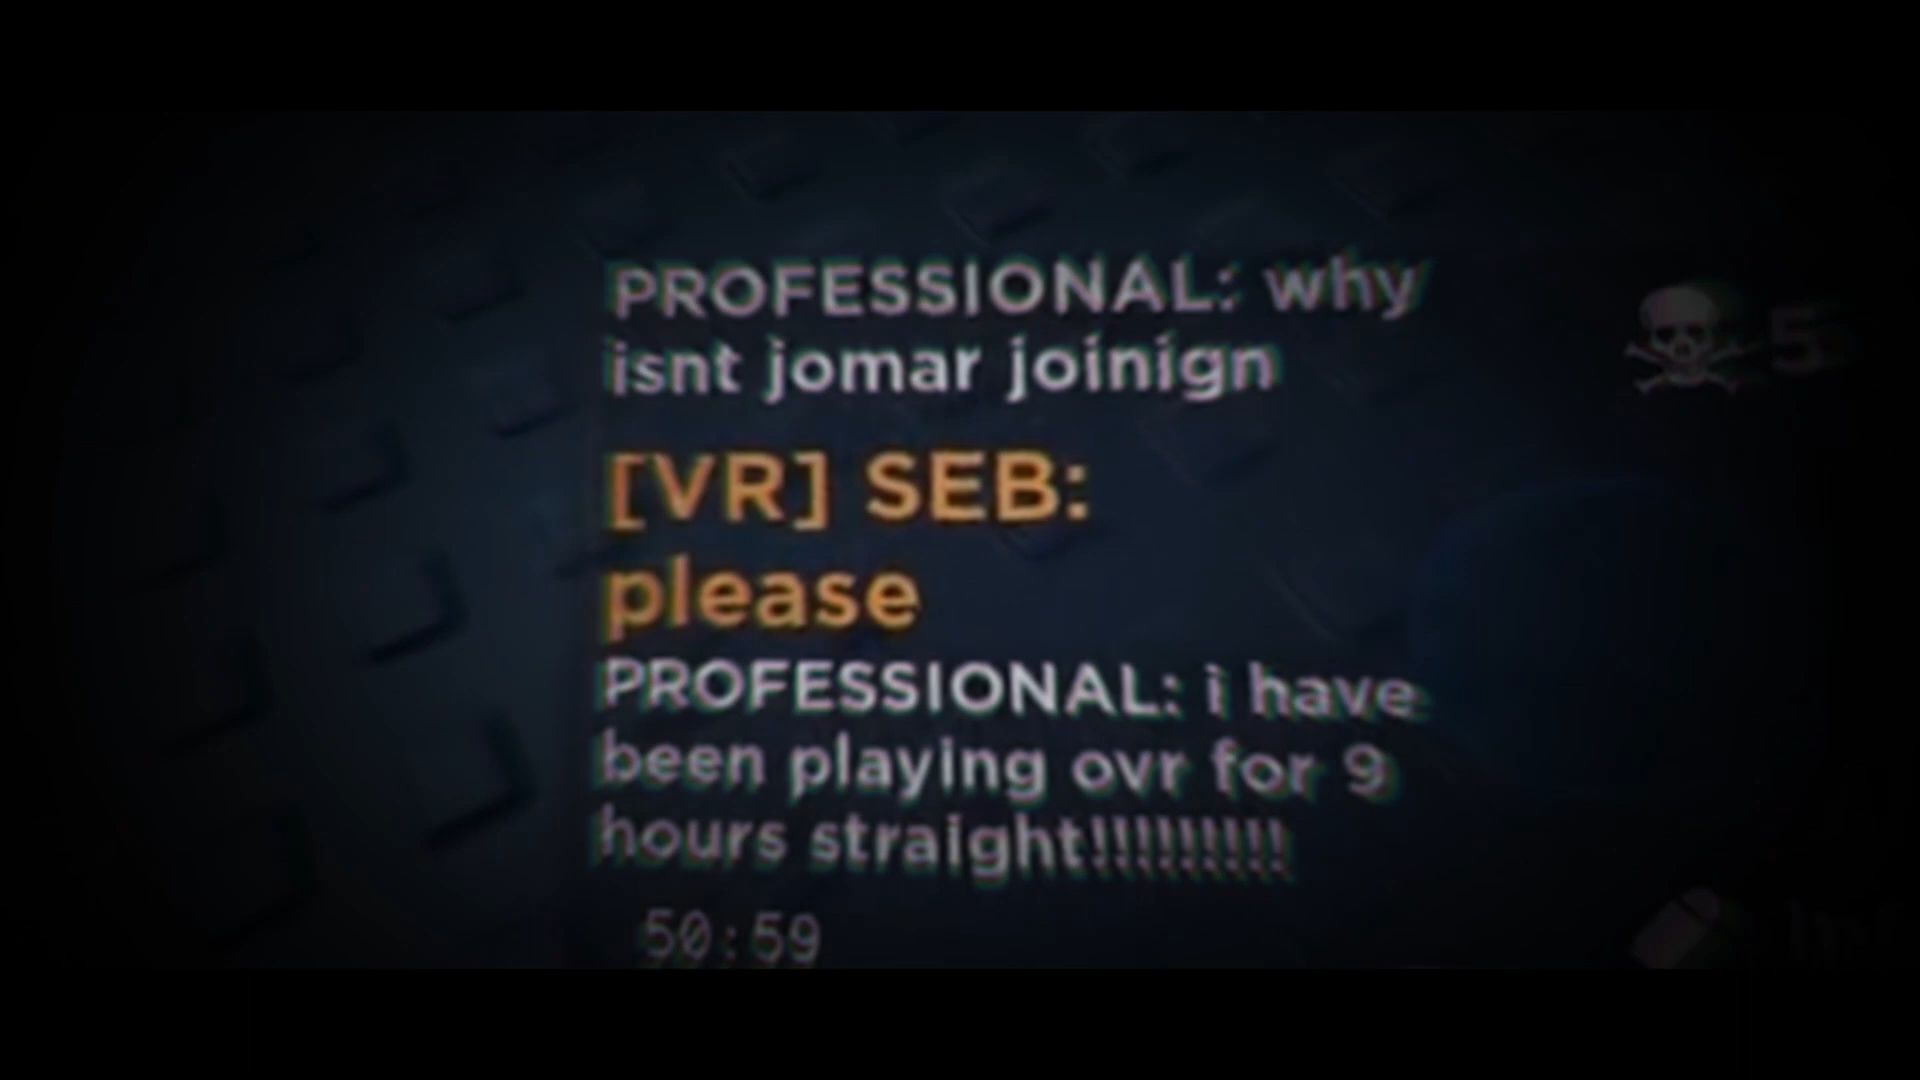 PROFESSIONAL: why
isnt jomar joinign
5
[VR] SEB:
please
PROFESSIONAL: i have
been playing ovr for 9
hours straight!!!!!!!!!
50:59